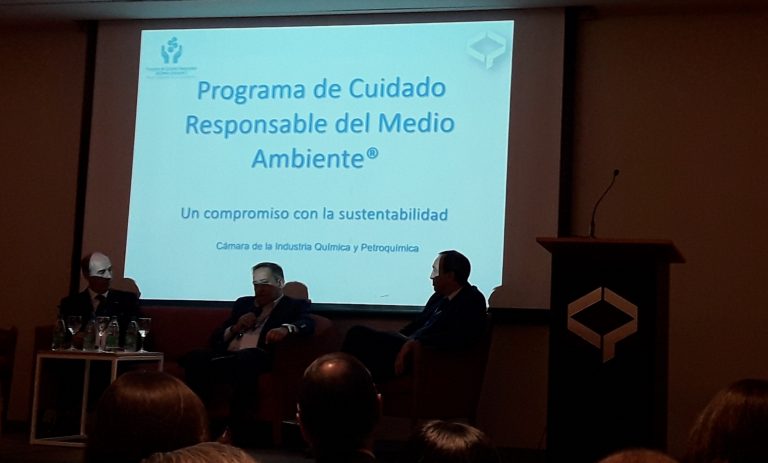 Programa de Cuidado
Responsable del Medio
Ambiente®
Un compromiso con la sustentabilidad
Cámara de la Industria Química y Petroquímica